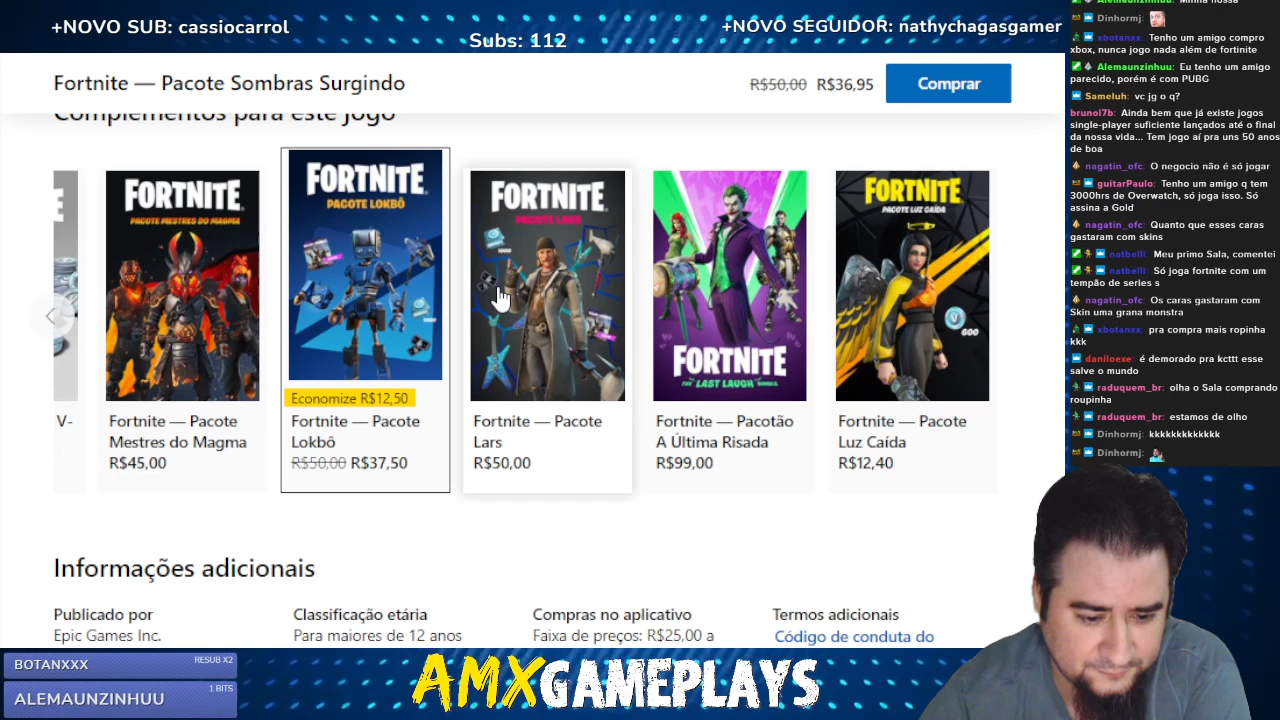 +NOVO SUB: cassiocarrol
Subs: 112
+NOVO SEGUIDOR: nathychagasgamer
Fortnite — Pacote Sombras Surgindo
R$50,00 R$36,95
Comprar
Complementos para este jogo
FORTNITE
PACOTE MESTRES DO MAGMA
FORTNITE
PACOTE LOKBÔ
1000
FORTNITE
PACOTE LARS
1000
FORTNITE
THE LAST LAUGH BUNDLE
FORTNITE
PACOTE LUZ CAÍDA
600
V-
Fortnite — Pacote
Mestres do Magma
R$45,00
Economize R$12,50
Fortnite — Pacote
Lokbô
R$50,00 R$37,50
Fortnite — Pacote
Lars
R$50,00
Fortnite — Pacotão
A Última Risada
R$99,00
Fortnite — Pacote
Luz Caída
R$12,40
Informações adicionais
Publicado por
Epic Games Inc.
Classificação etária
Para maiores de 12 anos
Compras no aplicativo
Faixa de preços: R$25,00 a
Termos adicionais
Código de conduta do
Alemaunzinhuu: Minha nossa
Dinhormj:
xbotanxx: Tenho um amigo compro
xbox, nunca jogo nada além de fortinite
Alemaunzinhuu: Eu tenho um amigo
parecido, porém é com PUBG
Sameluh: vc jg o q?
brunol7b: Ainda bem que já existe jogos
single-player suficiente lançados até o final
da nossa vida... Tem jogo aí pra uns 50 anos
de boa
nagatin_ofc: O negocio não é só jogar
guitarPaulo: Tenho um amigo q tem
3000hrs de Overwatch, só joga isso. Só
assina a Gold
nagatin_ofc: Quanto que esses caras
gastaram com skins
natbelli: Meu primo Sala, comentei
natbelli: Só joga fortnite com um
tempão de series s
nagatin_ofc: Os caras gastaram com
Skin uma grana monstra
xbotanxx: pra compra mais ropinha
kkk
daniloexe: é demorado pra kcttt esse
salve o mundo
raduquem_br: olha o Sala comprando
roupinha
raduquem_br: estamos de olho
Dinhormj: kkkkkkkkkkkk
Dinhormj:
BOTANXXX
RESUB X2
ALEMAUNZINHUU
1 BITS
AMXGAMEPLAYS